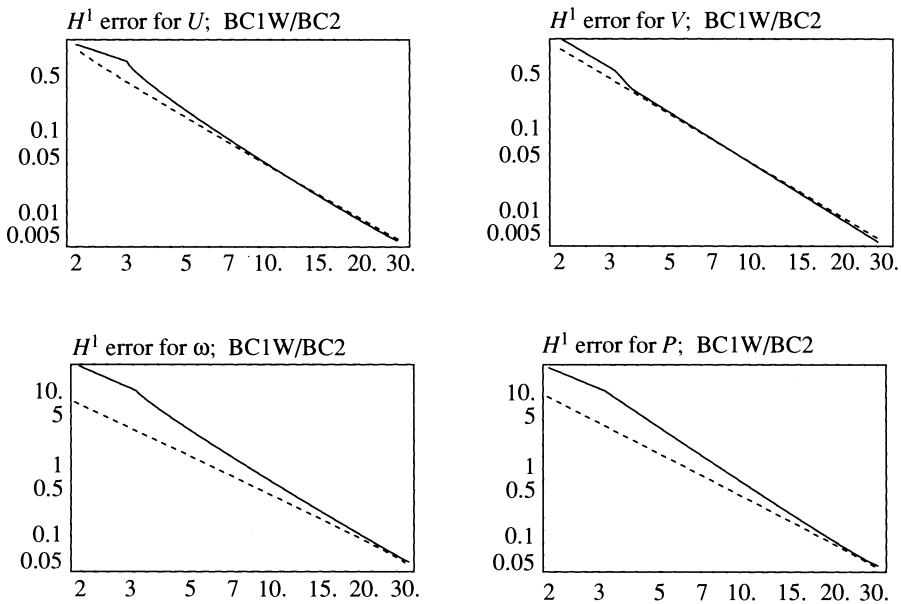 H¹ error for U; BC1W/BC2
0.5
0.1
0.05
0.01
0.005
2 3 5 7 10. 15. 20. 30.
H¹ error for V; BC1W/BC2
0.5
0.1
0.05
0.01
0.005
2 3 5 7 10. 15. 20. 30.
H¹ error for ω; BC1W/BC2
10.
5
1
0.5
0.1
0.05
2 3 5 7 10. 15. 20. 30.
H¹ error for P; BC1W/BC2
10.
5
1
0.5
0.1
0.05
2 3 5 7 10. 15. 20. 30.